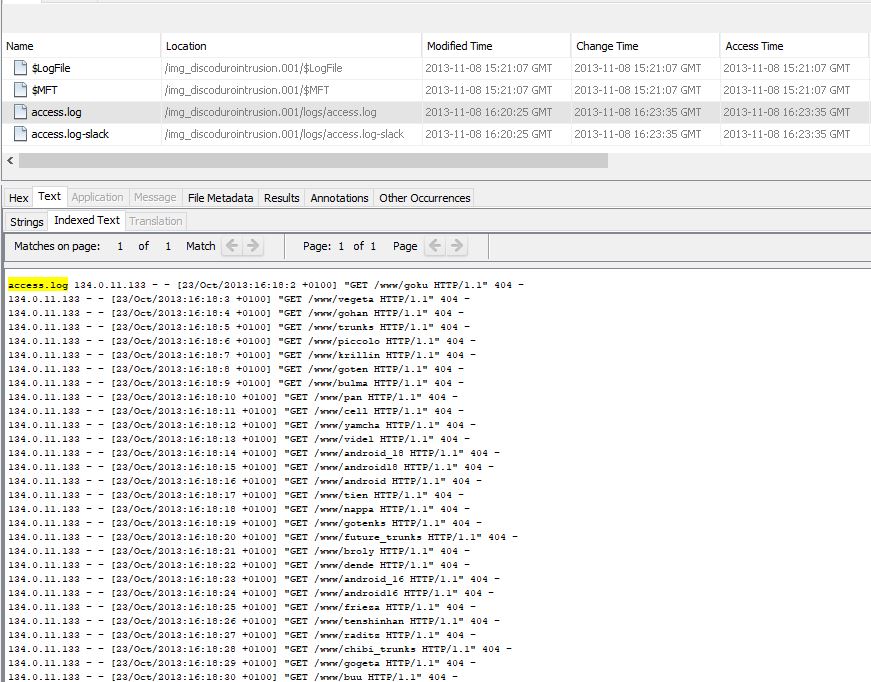 Name Location Modified Time Change Time Access Time
$LogFile /img_discodurointrusion.001/$LogFile 2013-11-08 15:21:07 GMT 2013-11-08 15:21:07 GMT 2013-11-08 15:21:07 GMT
$MFT /img_discodurointrusion.001/$MFT 2013-11-08 15:21:07 GMT 2013-11-08 15:21:07 GMT 2013-11-08 15:21:07 GMT
access.log /img_discodurointrusion.001/logs/access.log 2013-11-08 16:20:25 GMT 2013-11-08 16:23:35 GMT 2013-11-08 16:23:35 GMT
access.log-slack /img_discodurointrusion.001/logs/access.log-slack 2013-11-08 16:20:25 GMT 2013-11-08 16:23:35 GMT 2013-11-08 16:23:35 GMT
Hex Text Application Message File Metadata Results Annotations Other Occurrences
Strings Indexed Text Translation
Matches on page: 1 of 1 Match Page: 1 of 1 Page
access.log 134.0.11.133 - - [23/Oct/2013:16:18:2 +0100] "GET /www/goku HTTP/1.1" 404 -
134.0.11.133 - - [23/Oct/2013:16:18:3 +0100] "GET /www/vegeta HTTP/1.1" 404 -
134.0.11.133 - - [23/Oct/2013:16:18:4 +0100] "GET /www/gohan HTTP/1.1" 404 -
134.0.11.133 - - [23/Oct/2013:16:18:5 +0100] "GET /www/trunks HTTP/1.1" 404 -
134.0.11.133 - - [23/Oct/2013:16:18:6 +0100] "GET /www/piccolo HTTP/1.1" 404 -
134.0.11.133 - - [23/Oct/2013:16:18:7 +0100] "GET /www/krillin HTTP/1.1" 404 -
134.0.11.133 - - [23/Oct/2013:16:18:8 +0100] "GET /www/goten HTTP/1.1" 404 -
134.0.11.133 - - [23/Oct/2013:16:18:9 +0100] "GET /www/bulma HTTP/1.1" 404 -
134.0.11.133 - - [23/Oct/2013:16:18:10 +0100] "GET /www/pan HTTP/1.1" 404 -
134.0.11.133 - - [23/Oct/2013:16:18:11 +0100] "GET /www/cell HTTP/1.1" 404 -
134.0.11.133 - - [23/Oct/2013:16:18:12 +0100] "GET /www/yamcha HTTP/1.1" 404 -
134.0.11.133 - - [23/Oct/2013:16:18:13 +0100] "GET /www/videl HTTP/1.1" 404 -
134.0.11.133 - - [23/Oct/2013:16:18:14 +0100] "GET /www/android_18 HTTP/1.1" 404 -
134.0.11.133 - - [23/Oct/2013:16:18:15 +0100] "GET /www/android18 HTTP/1.1" 404 -
134.0.11.133 - - [23/Oct/2013:16:18:16 +0100] "GET /www/android HTTP/1.1" 404 -
134.0.11.133 - - [23/Oct/2013:16:18:17 +0100] "GET /www/tien HTTP/1.1" 404 -
134.0.11.133 - - [23/Oct/2013:16:18:18 +0100] "GET /www/nappa HTTP/1.1" 404 -
134.0.11.133 - - [23/Oct/2013:16:18:19 +0100] "GET /www/gotenks HTTP/1.1" 404 -
134.0.11.133 - - [23/Oct/2013:16:18:20 +0100] "GET /www/future_trunks HTTP/1.1" 404 -
134.0.11.133 - - [23/Oct/2013:16:18:21 +0100] "GET /www/broly HTTP/1.1" 404 -
134.0.11.133 - - [23/Oct/2013:16:18:22 +0100] "GET /www/dende HTTP/1.1" 404 -
134.0.11.133 - - [23/Oct/2013:16:18:23 +0100] "GET /www/android_16 HTTP/1.1" 404 -
134.0.11.133 - - [23/Oct/2013:16:18:24 +0100] "GET /www/android16 HTTP/1.1" 404 -
134.0.11.133 - - [23/Oct/2013:16:18:25 +0100] "GET /www/frieza HTTP/1.1" 404 -
134.0.11.133 - - [23/Oct/2013:16:18:26 +0100] "GET /www/tenshinhan HTTP/1.1" 404 -
134.0.11.133 - - [23/Oct/2013:16:18:27 +0100] "GET /www/radits HTTP/1.1" 404 -
134.0.11.133 - - [23/Oct/2013:16:18:28 +0100] "GET /www/chibi_trunks HTTP/1.1" 404 -
134.0.11.133 - - [23/Oct/2013:16:18:29 +0100] "GET /www/gogeta HTTP/1.1" 404 -
134.0.11.133 - - [23/Oct/2013:16:18:30 +0100] "GET /www/buu HTTP/1.1" 404 -